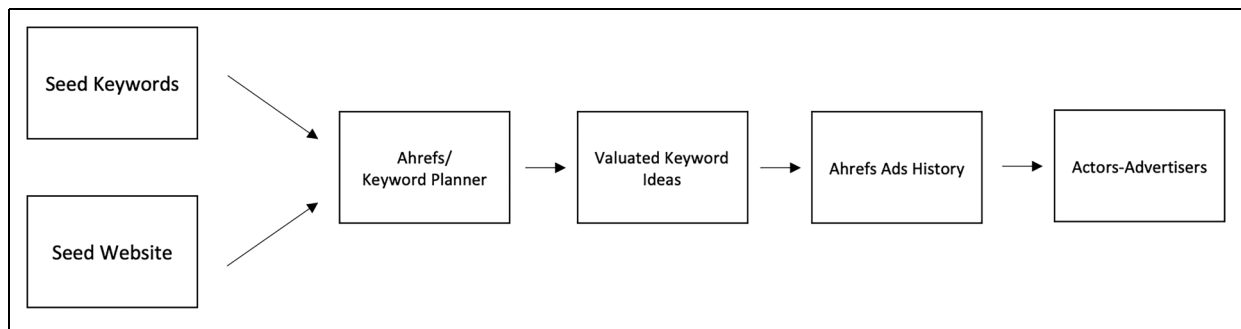 Seed Keywords
Seed Website
Ahrefs/
Keyword Planner
Valuated Keyword
Ideas
Ahrefs Ads History
Actors-Advertisers